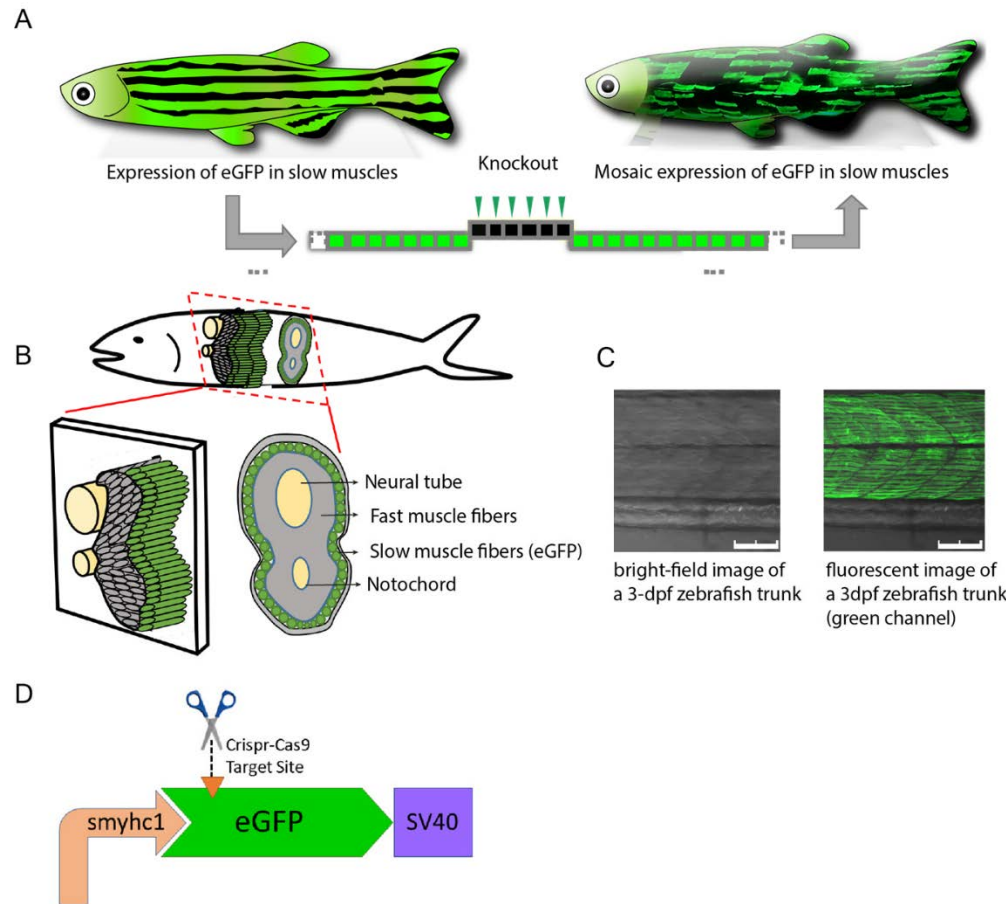 A
Expression of eGFP in slow muscles
Knockout
Mosaic expression of eGFP in slow muscles
B
Neural tube
Fast muscle fibers
Slow muscle fibers (eGFP)
Notochord
C
bright-field image of
a 3-dpf zebrafish trunk
fluorescent image of
a 3dpf zebrafish trunk
(green channel)
D
Crispr-Cas9
Target Site
smyhc1
eGFP
SV40